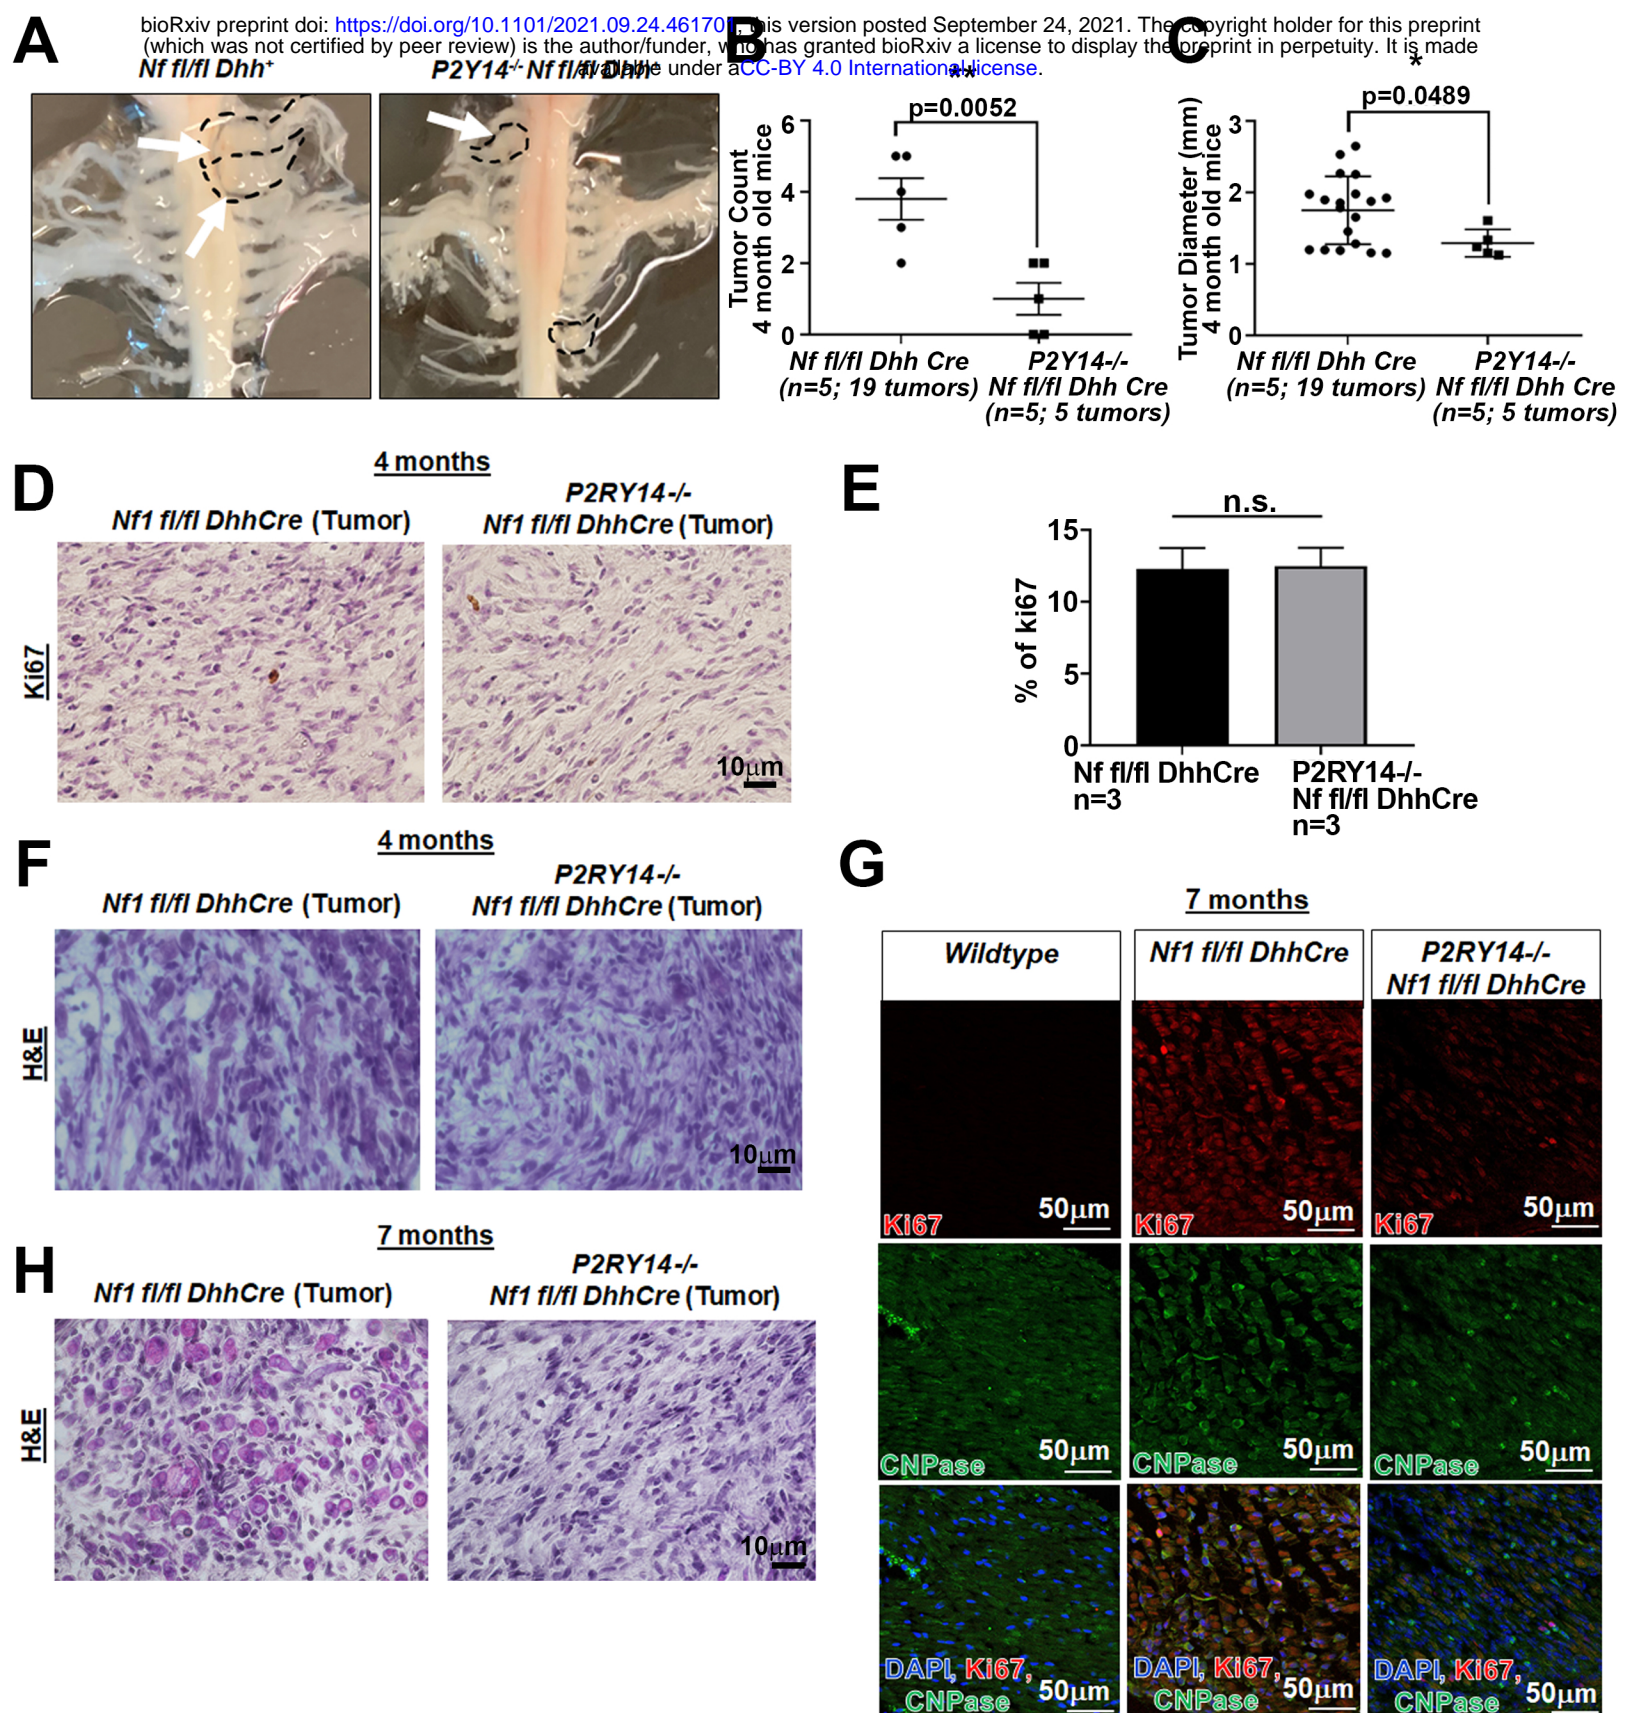 bioRxiv preprint doi: https://doi.org/10.1101/2021.09.24.461701; this version posted September 24, 2021. The copyright holder for this preprint
(which was not certified by peer review) is the author/funder, who has granted bioRxiv a license to display the preprint in perpetuity. It is made
available under aCC-BY 4.0 International license.
A
Nf fl/fl Dhh+
P2Y14-/- Nf fl/fl Dhh+
B
**
p=0.0052
Tumor Count
4 month old mice
6
4
2
0
Nf fl/fl Dhh Cre
(n=5; 19 tumors)
P2Y14-/-
Nf fl/fl Dhh Cre
(n=5; 5 tumors)
C
*
p=0.0489
Tumor Diameter (mm)
4 month old mice
3
2
1
0
Nf fl/fl Dhh Cre
(n=5; 19 tumors)
P2Y14-/-
Nf fl/fl Dhh Cre
(n=5; 5 tumors)
D
4 months
Nf1 fl/fl DhhCre (Tumor)
P2RY14-/-
Nf1 fl/fl DhhCre (Tumor)
Ki67
10μm
E
n.s.
% of ki67
15
10
5
0
Nf fl/fl DhhCre
n=3
P2RY14-/-
Nf fl/fl DhhCre
n=3
F
4 months
Nf1 fl/fl DhhCre (Tumor)
P2RY14-/-
Nf1 fl/fl DhhCre (Tumor)
H&E
10μm
G
7 months
Wildtype
Nf1 fl/fl DhhCre
P2RY14-/-
Nf1 fl/fl DhhCre
Ki67
50μm
Ki67
50μm
Ki67
50μm
CNPase
50μm
CNPase
50μm
CNPase
50μm
DAPI, Ki67,
CNPase
50μm
DAPI, Ki67,
CNPase
50μm
DAPI, Ki67,
CNPase
50μm
H
7 months
Nf1 fl/fl DhhCre (Tumor)
P2RY14-/-
Nf1 fl/fl DhhCre (Tumor)
H&E
10μm